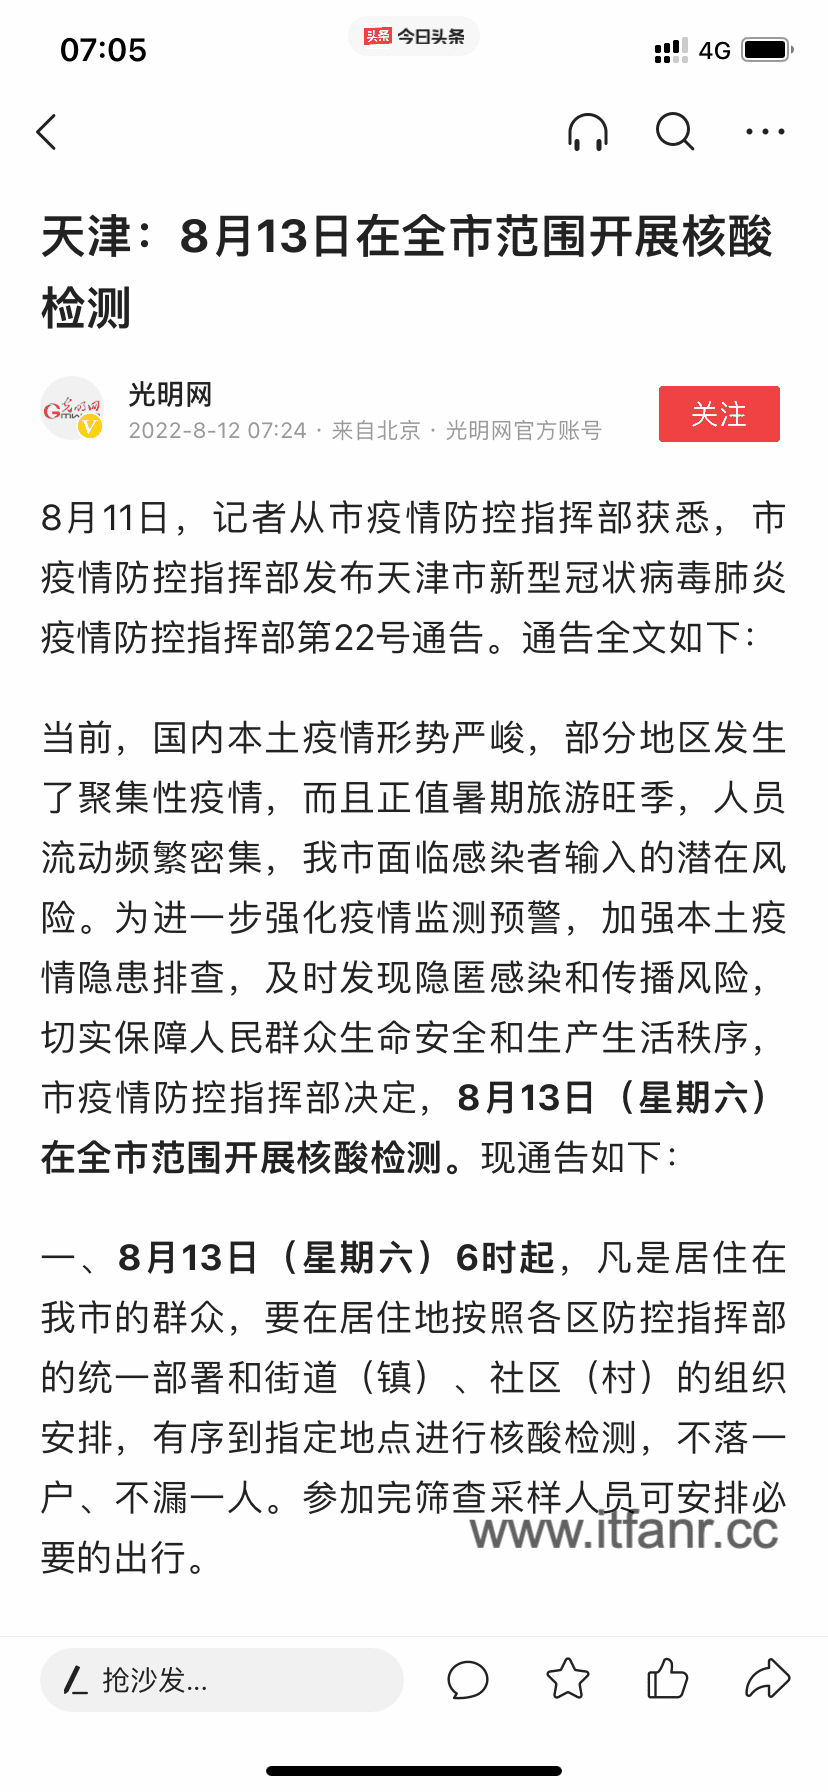 07:05
头条 今日头条
4G
天津：8月13日在全市范围开展核酸
检测
光明网
2022-8-12 07:24 · 来自北京 · 光明网官方账号
关注
8月11日，记者从市疫情防控指挥部获悉，市
疫情防控指挥部发布天津市新型冠状病毒肺炎
疫情防控指挥部第22号通告。通告全文如下：
当前，国内本土疫情形势严峻，部分地区发生
了聚集性疫情，而且正值暑期旅游旺季，人员
流动频繁密集，我市面临感染者输入的潜在风
险。为进一步强化疫情监测预警，加强本土疫
情隐患排查，及时发现隐匿感染和传播风险，
切实保障人民群众生命安全和生产生活秩序，
市疫情防控指挥部决定，8月13日（星期六）
在全市范围开展核酸检测。现通告如下：
一、8月13日（星期六）6时起，凡是居住在
我市的群众，要在居住地按照各区防控指挥部
的统一部署和街道（镇）、社区（村）的组织
安排，有序到指定地点进行核酸检测，不落一
户、不漏一人。参加完筛查采样人员可安排必
要的出行。
www.itfanr.cc
抢沙发...